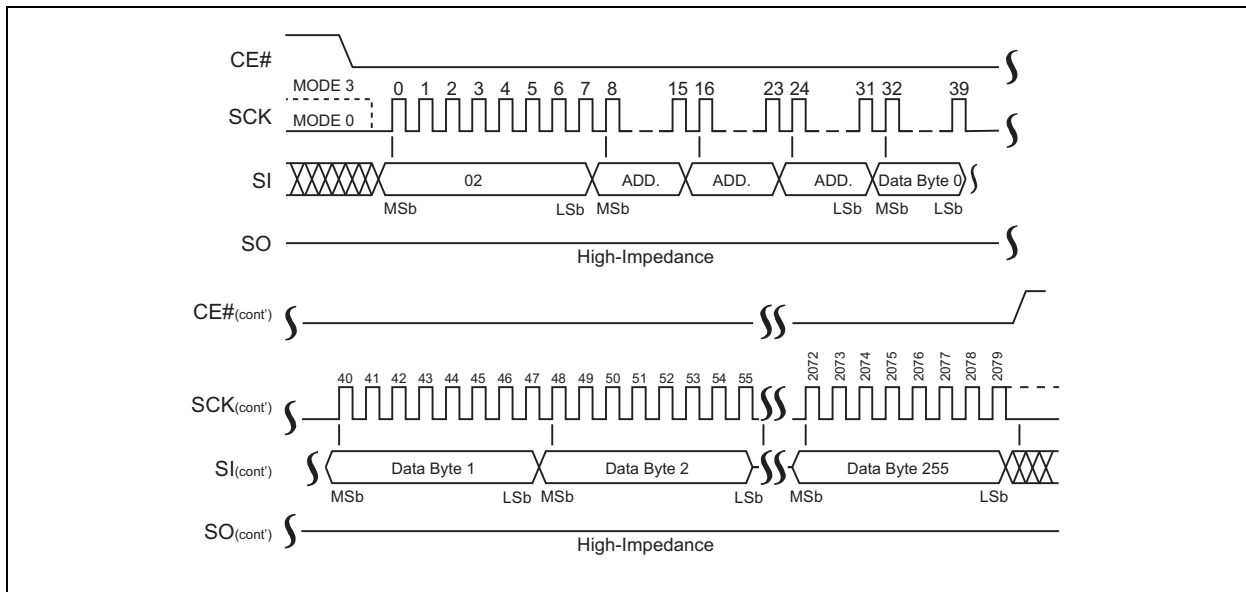 CE#
MODE 3
0 1 2 3 4 5 6 7 8 15 16 23 24 31 32 39
SCK
MODE 0
SI
02 ADD. ADD. ADD. Data Byte 0
MSb LSb MSb LSb MSb LSb
SO
High-Impedance
CE#(cont')
40 41 42 43 44 45 46 47 48 49 50 51 52 53 54 55 2072 2073 2074 2075 2076 2077 2078 2079
SCK(cont')
SI(cont')
Data Byte 1 Data Byte 2 Data Byte 255
MSb LSb MSb LSb MSb LSb
SO(cont')
High-Impedance